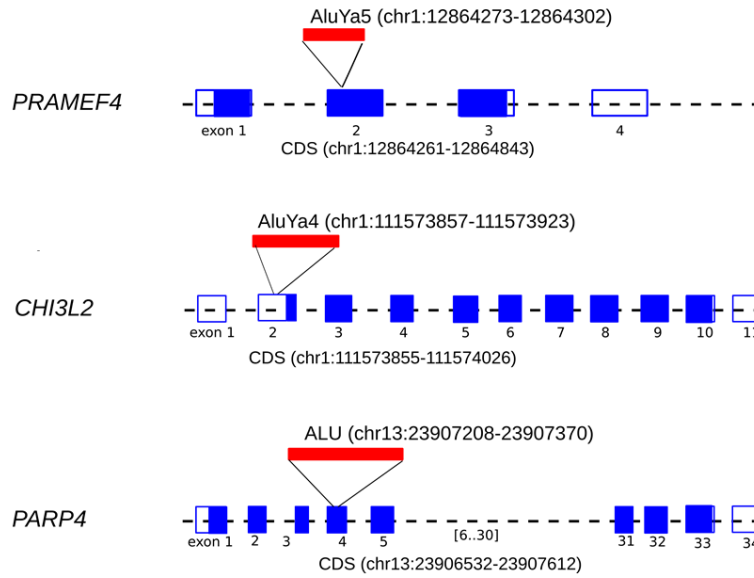 AluYa5 (chr1:12864273-12864302)
PRAMEF4
exon 1 2 3 4
CDS (chr1:12864261-12864843)
AluYa4 (chr1:111573857-111573923)
CHI3L2
exon 1 2 3 4 5 6 7 8 9 10 11
CDS (chr1:111573855-111574026)
ALU (chr13:23907208-23907370)
PARP4
exon 1 2 3 4 5 [6..30] 31 32 33 34
CDS (chr13:23906532-23907612)